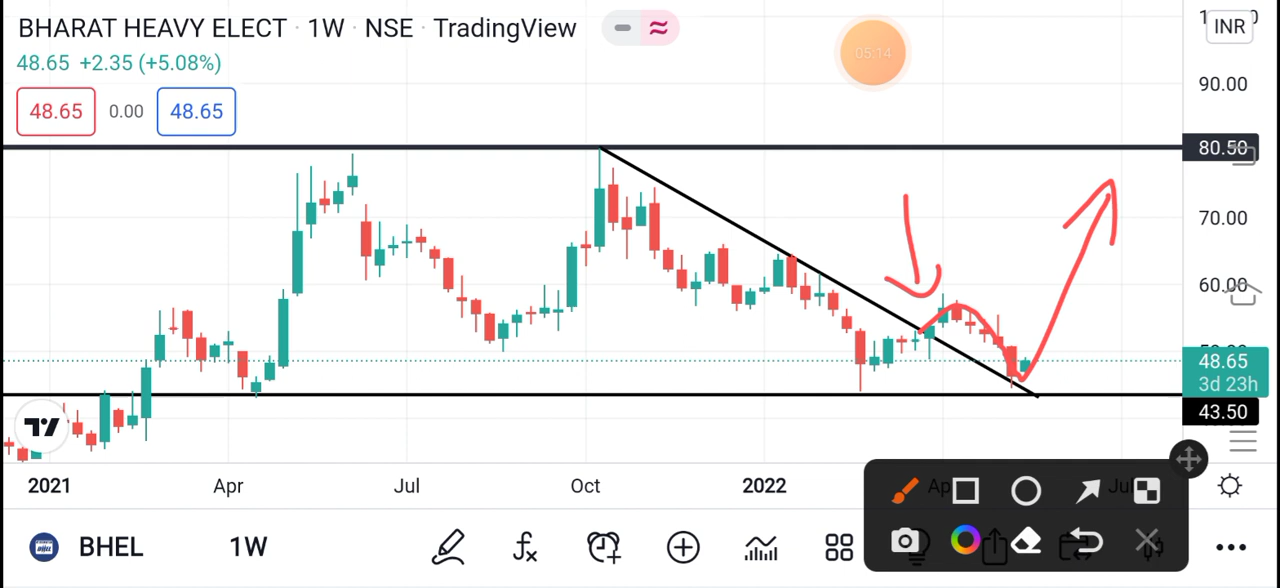 BHARAT HEAVY ELECT · 1W · NSE · TradingView
INR
48.65 +2.35 (+5.08%)
05:14
90.00
48.65 0.00 48.65
80.50
70.00
60.00
48.65
3d 23h
43.50
2021 Apr Jul Oct 2022
BHEL 1W